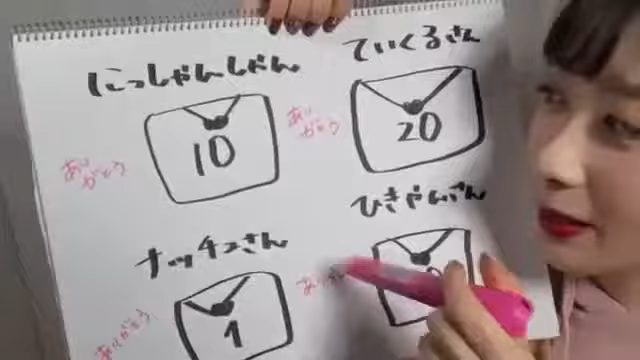 にっしゃんしゃん
ていくるさん
ありがとう
10
ありがとう
20
ナッチョさん
ひきゃんさん
ありがとう
1